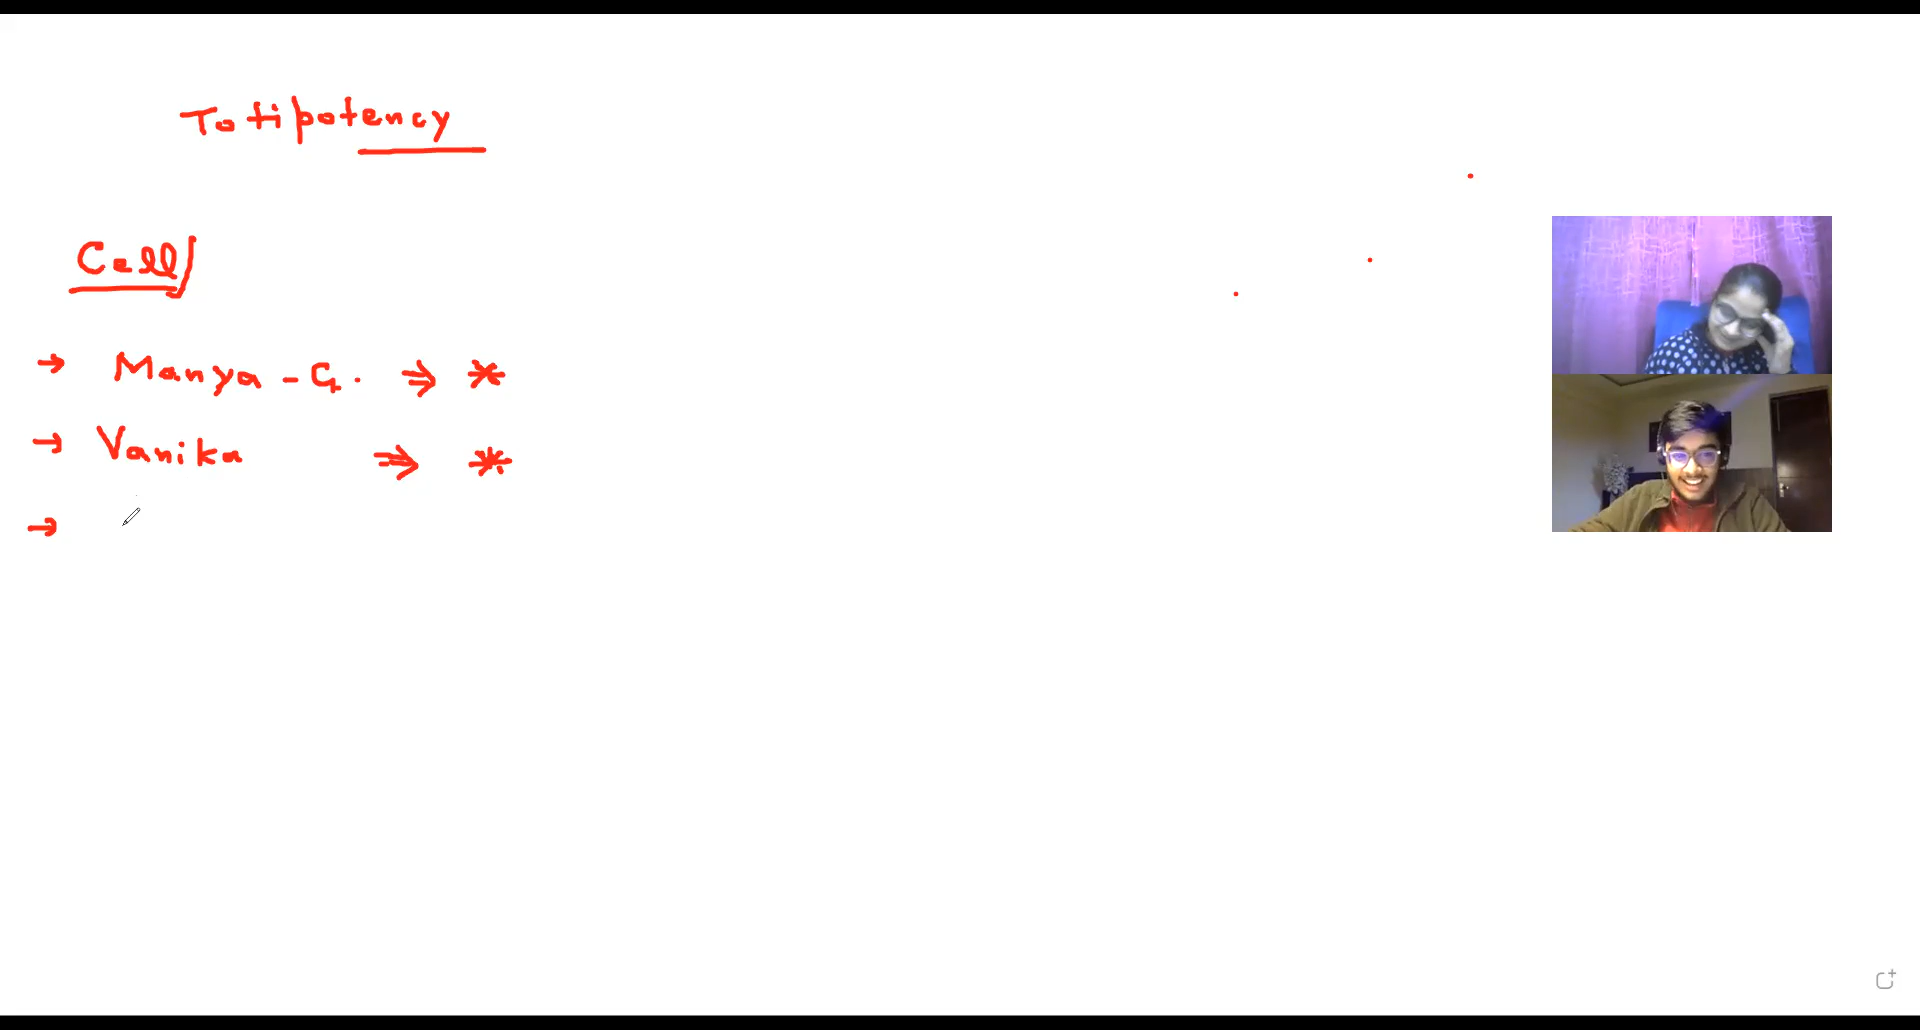 Totipotency
Cell
→ Manya - G. ⇒ *
→ Vanika ⇒ *
→